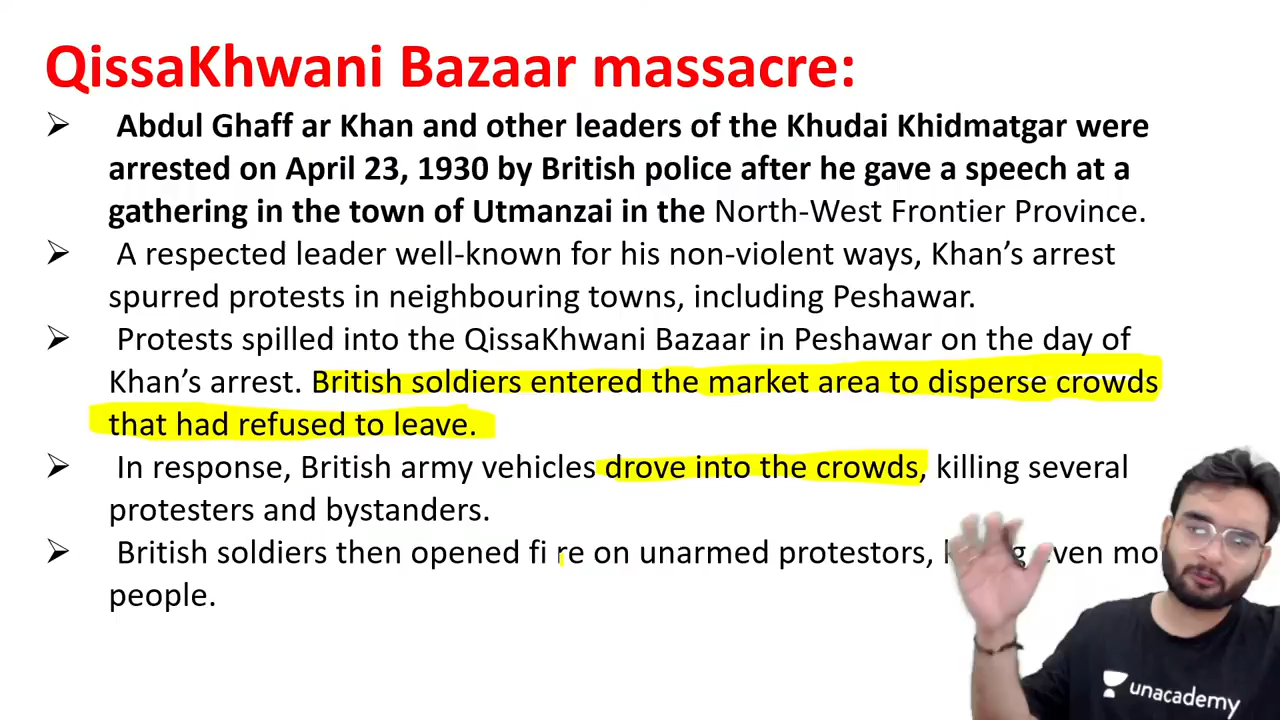 QissaKhwani Bazaar massacre:
➢ Abdul Ghaff ar Khan and other leaders of the Khudai Khidmatgar were
arrested on April 23, 1930 by British police after he gave a speech at a
gathering in the town of Utmanzai in the North-West Frontier Province.
➢ A respected leader well-known for his non-violent ways, Khan’s arrest
spurred protests in neighbouring towns, including Peshawar.
➢ Protests spilled into the QissaKhwani Bazaar in Peshawar on the day of
Khan’s arrest. British soldiers entered the market area to disperse crowds
that had refused to leave.
➢ In response, British army vehicles drove into the crowds, killing several
protesters and bystanders.
➢ British soldiers then opened fi re on unarmed protestors, even
people.
unacademy